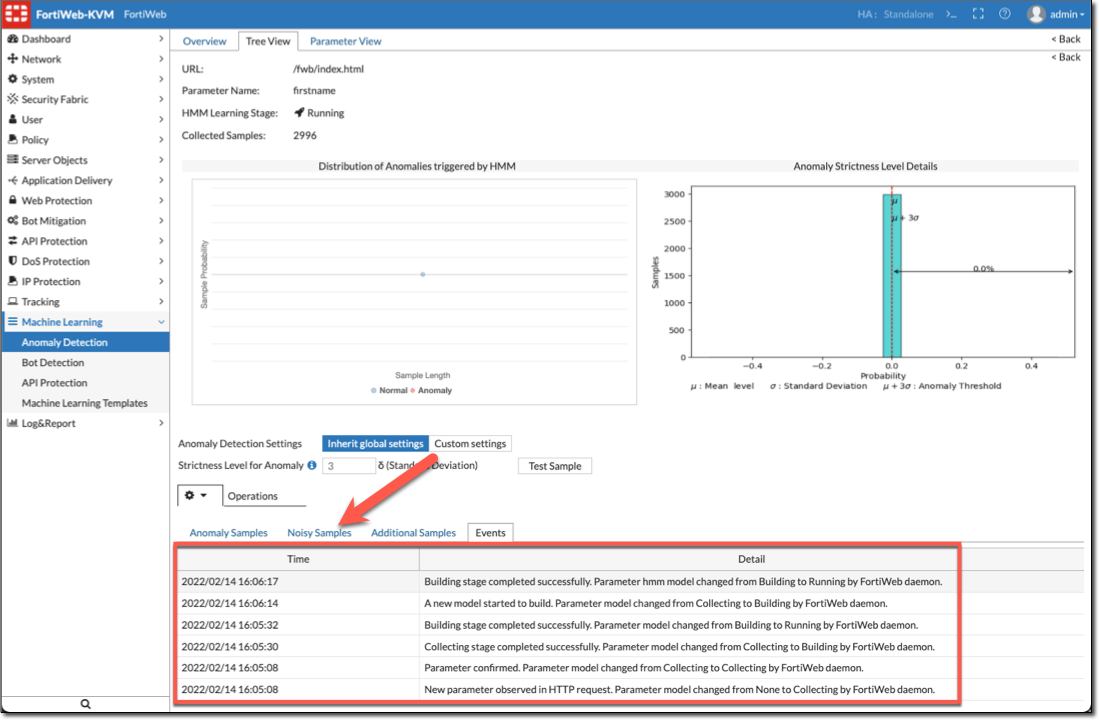 FortiWeb-KVM FortiWeb HA: Standalone >_ admin
Dashboard
Network
System
Security Fabric
User
Policy
Server Objects
Application Delivery
Web Protection
Bot Mitigation
API Protection
DoS Protection
IP Protection
Tracking
Machine Learning
Anomaly Detection
Bot Detection
API Protection
Machine Learning Templates
Log&Report
Overview Tree View Parameter View < Back
< Back
URL: /fwb/index.html
Parameter Name: firstname
HMM Learning Stage: Running
Collected Samples: 2996
Distribution of Anomalies triggered by HMM
Sample Probability
Sample Length
Normal Anomaly
Anomaly Strictness Level Details
3000
2500
2000
1500
1000
500
0
Samples
μ
μ + 3σ
0.0%
−0.4 −0.2 0.0 0.2 0.4
Probability
μ : Mean level σ : Standard Deviation μ+3σ : Anomaly Threshold
Anomaly Detection Settings Inherit global settings Custom settings
Strictness Level for Anomaly 3 δ (Standard Deviation) Test Sample
Operations
Anomaly Samples Noisy Samples Additional Samples Events
Time Detail
2022/02/14 16:06:17 Building stage completed successfully. Parameter hmm model changed from Building to Running by FortiWeb daemon.
2022/02/14 16:06:14 A new model started to build. Parameter model changed from Collecting to Building by FortiWeb daemon.
2022/02/14 16:05:32 Building stage completed successfully. Parameter model changed from Building to Running by FortiWeb daemon.
2022/02/14 16:05:30 Collecting stage completed successfully. Parameter model changed from Collecting to Building by FortiWeb daemon.
2022/02/14 16:05:08 Parameter confirmed. Parameter model changed from Collecting to Collecting by FortiWeb daemon.
2022/02/14 16:05:08 New parameter observed in HTTP request. Parameter model changed from None to Collecting by FortiWeb daemon.